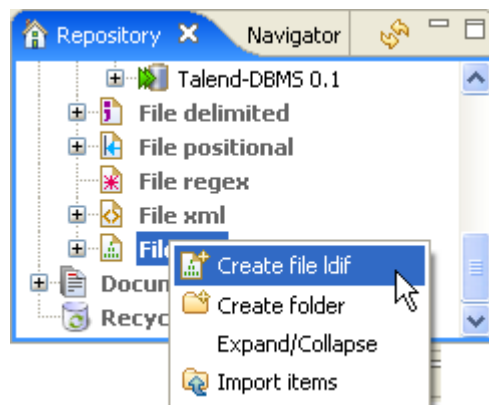 Repository Navigator
Talend-DBMS 0.1
File delimited
File positional
File regex
File xml
File
Create file ldif
Docum
Create folder
Recyc
Expand/Collapse
Import items